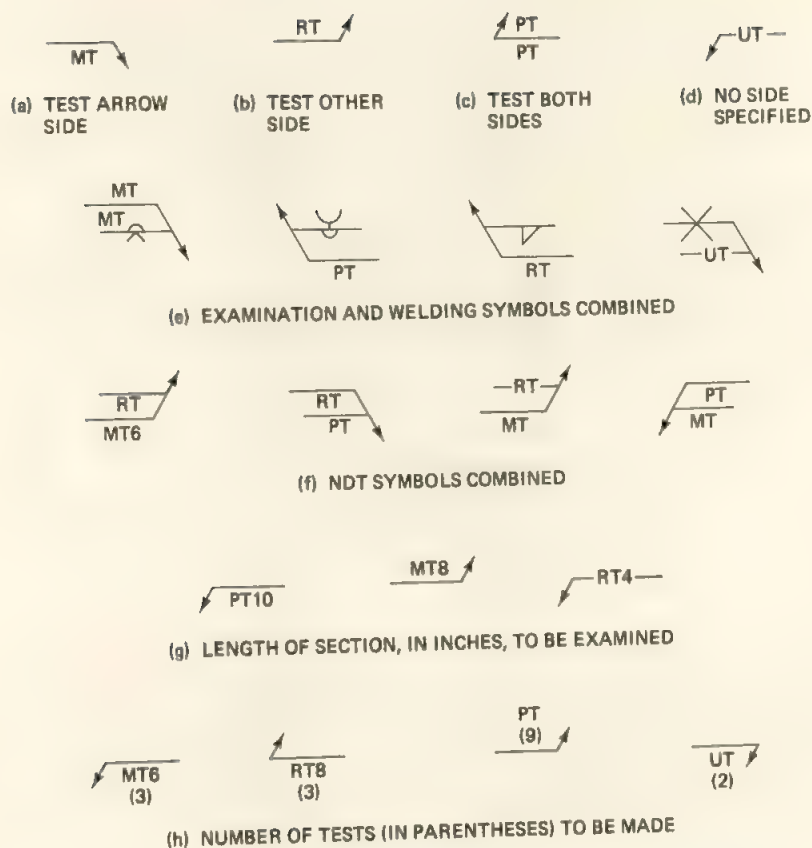 MT
RT
PT
PT
UT
(a) TEST ARROW SIDE
(b) TEST OTHER SIDE
(c) TEST BOTH SIDES
(d) NO SIDE SPECIFIED
MT
MT
PT
RT
UT
(e) EXAMINATION AND WELDING SYMBOLS COMBINED
RT
MT6
RT
PT
RT
MT
PT
MT
(f) NDT SYMBOLS COMBINED
PT10
MT8
RT4
(g) LENGTH OF SECTION, IN INCHES, TO BE EXAMINED
MT6
(3)
RT8
(3)
PT
(9)
UT
(2)
(h) NUMBER OF TESTS (IN PARENTHESES) TO BE MADE